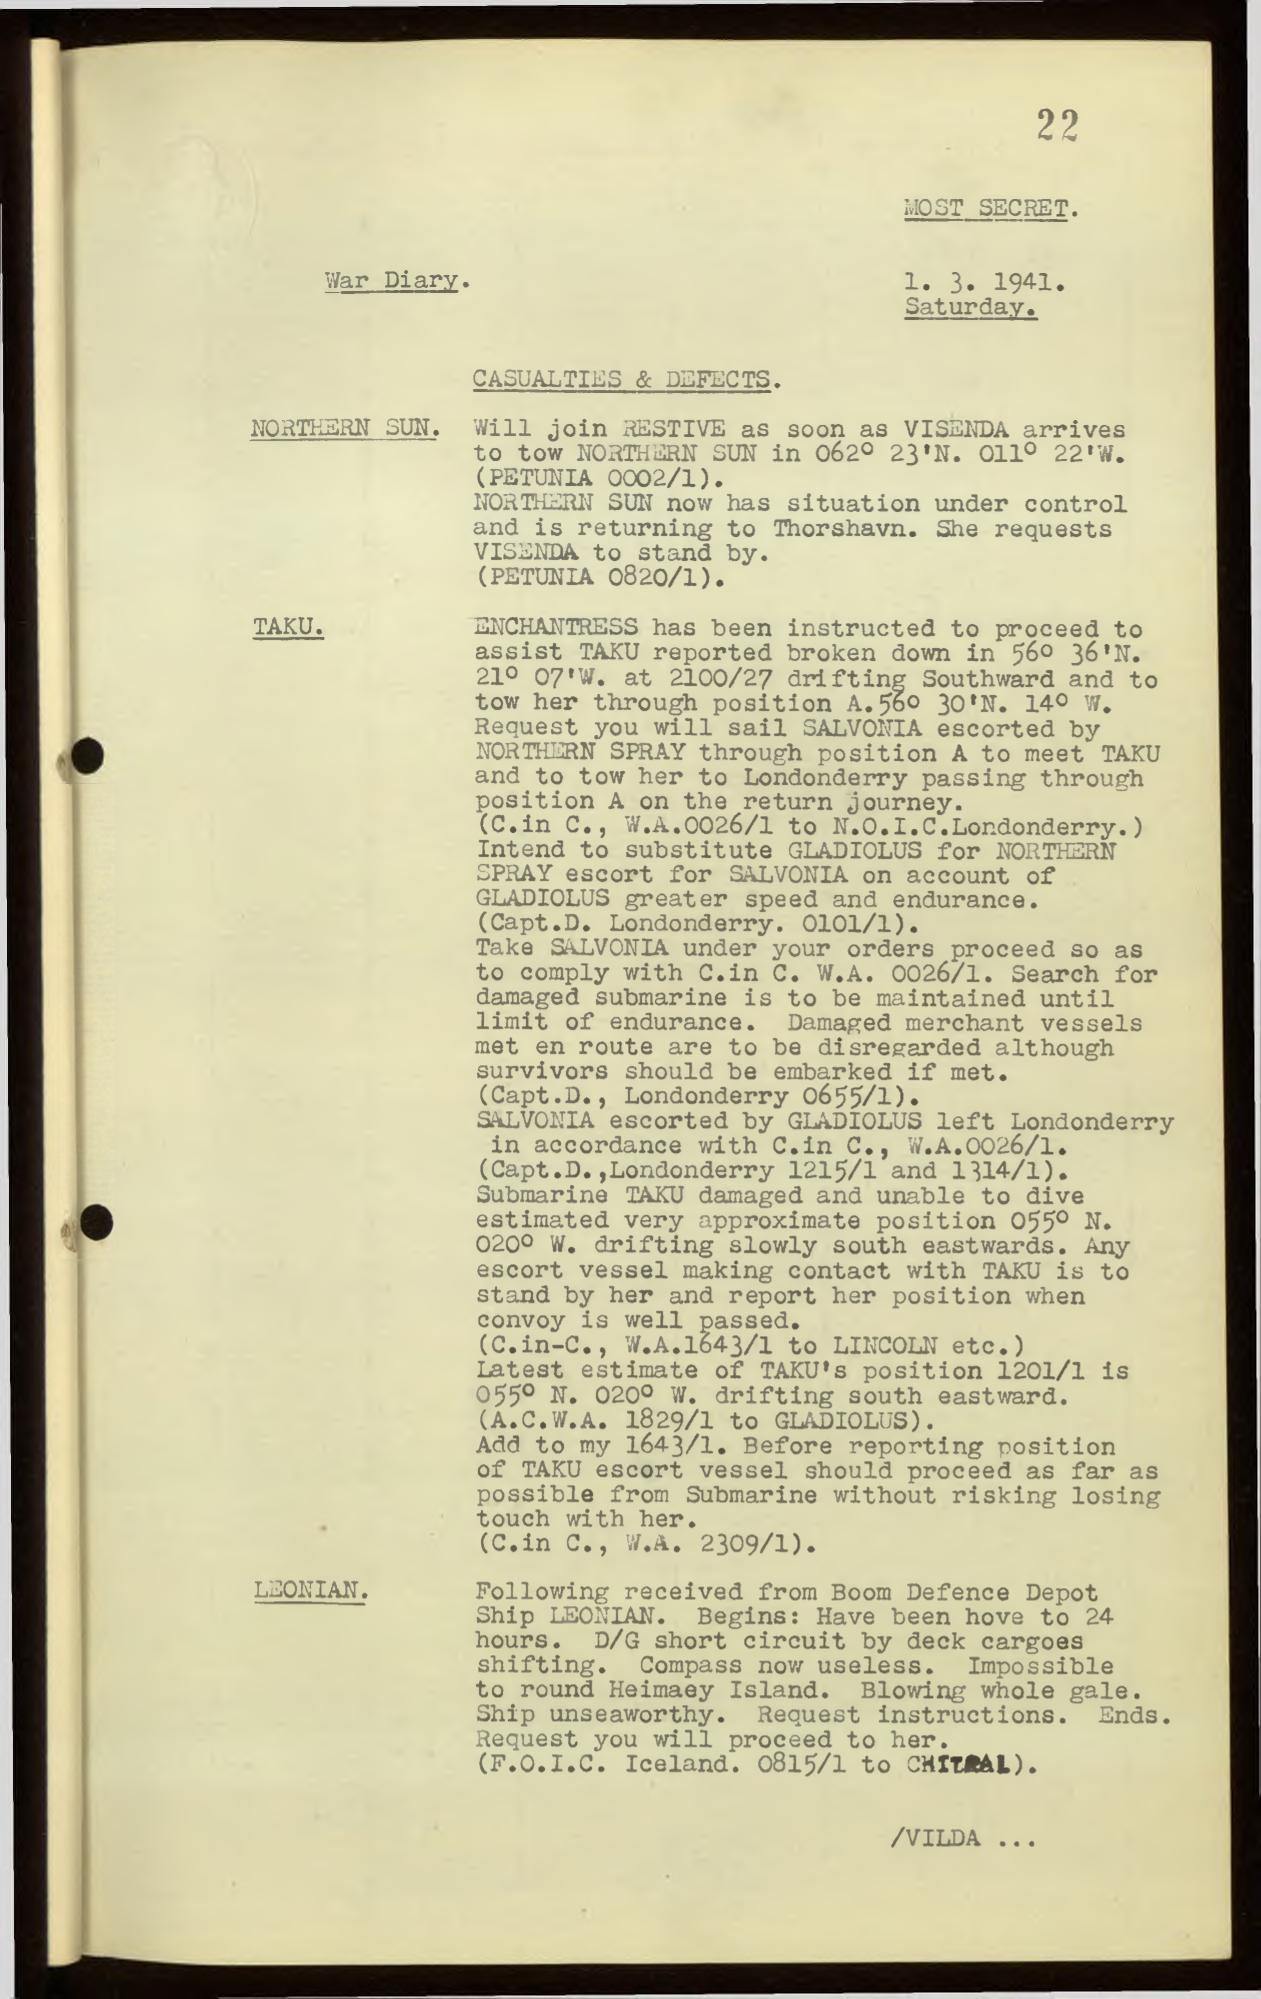 22
MOST SECRET.
War Diary.
1. 3. 1941.
Saturday.
CASUALTIES & DEFECTS.
NORTHERN SUN. Will join RESTIVE as soon as VISENDA arrives
to tow NORTHERN SUN in 062° 23'N. 011° 22'W.
(PETUNIA 0002/1).
NORTHERN SUN now has situation under control
and is returning to Thorshavn. She requests
VISENDA to stand by.
(PETUNIA 0820/1).
TAKU. ENCHANTRESS has been instructed to proceed to
assist TAKU reported broken down in 56° 36'N.
21° 07'W. at 2100/27 drifting Southward and to
tow her through position A.56° 30'N. 14° W.
Request you will sail SALVONIA escorted by
NORTHERN SPRAY through position A to meet TAKU
and to tow her to Londonderry passing through
position A on the return journey.
(C.in C., W.A.0026/1 to N.O.I.C.Londonderry.)
Intend to substitute GLADIOLUS for NORTHERN
SPRAY escort for SALVONIA on account of
GLADIOLUS greater speed and endurance.
(Capt.D. Londonderry. 0101/1).
Take SALVONIA under your orders proceed so as
to comply with C.in C. W.A. 0026/1. Search for
damaged submarine is to be maintained until
limit of endurance. Damaged merchant vessels
met en route are to be disregarded although
survivors should be embarked if met.
(Capt.D., Londonderry 0655/1).
SALVONIA escorted by GLADIOLUS left Londonderry
in accordance with C.in C., W.A.0026/1.
(Capt.D.,Londonderry 1215/1 and 1314/1).
Submarine TAKU damaged and unable to dive
estimated very approximate position 055° N.
020° W. drifting slowly south eastwards. Any
escort vessel making contact with TAKU is to
stand by her and report her position when
convoy is well passed.
(C.in-C., W.A.1643/1 to LINCOLN etc.)
Latest estimate of TAKU's position 1201/1 is
055° N. 020° W. drifting south eastward.
(A.C.W.A. 1829/1 to GLADIOLUS).
Add to my 1643/1. Before reporting position
of TAKU escort vessel should proceed as far as
possible from Submarine without risking losing
touch with her.
(C.in C., W.A. 2309/1).
LEONIAN. Following received from Boom Defence Depot
Ship LEONIAN. Begins: Have been hove to 24
hours. D/G short circuit by deck cargoes
shifting. Compass now useless. Impossible
to round Heimaey Island. Blowing whole gale.
Ship unseaworthy. Request instructions. Ends.
Request you will proceed to her.
(F.O.I.C. Iceland. 0815/1 to CHITRAL).
/VILDA ...